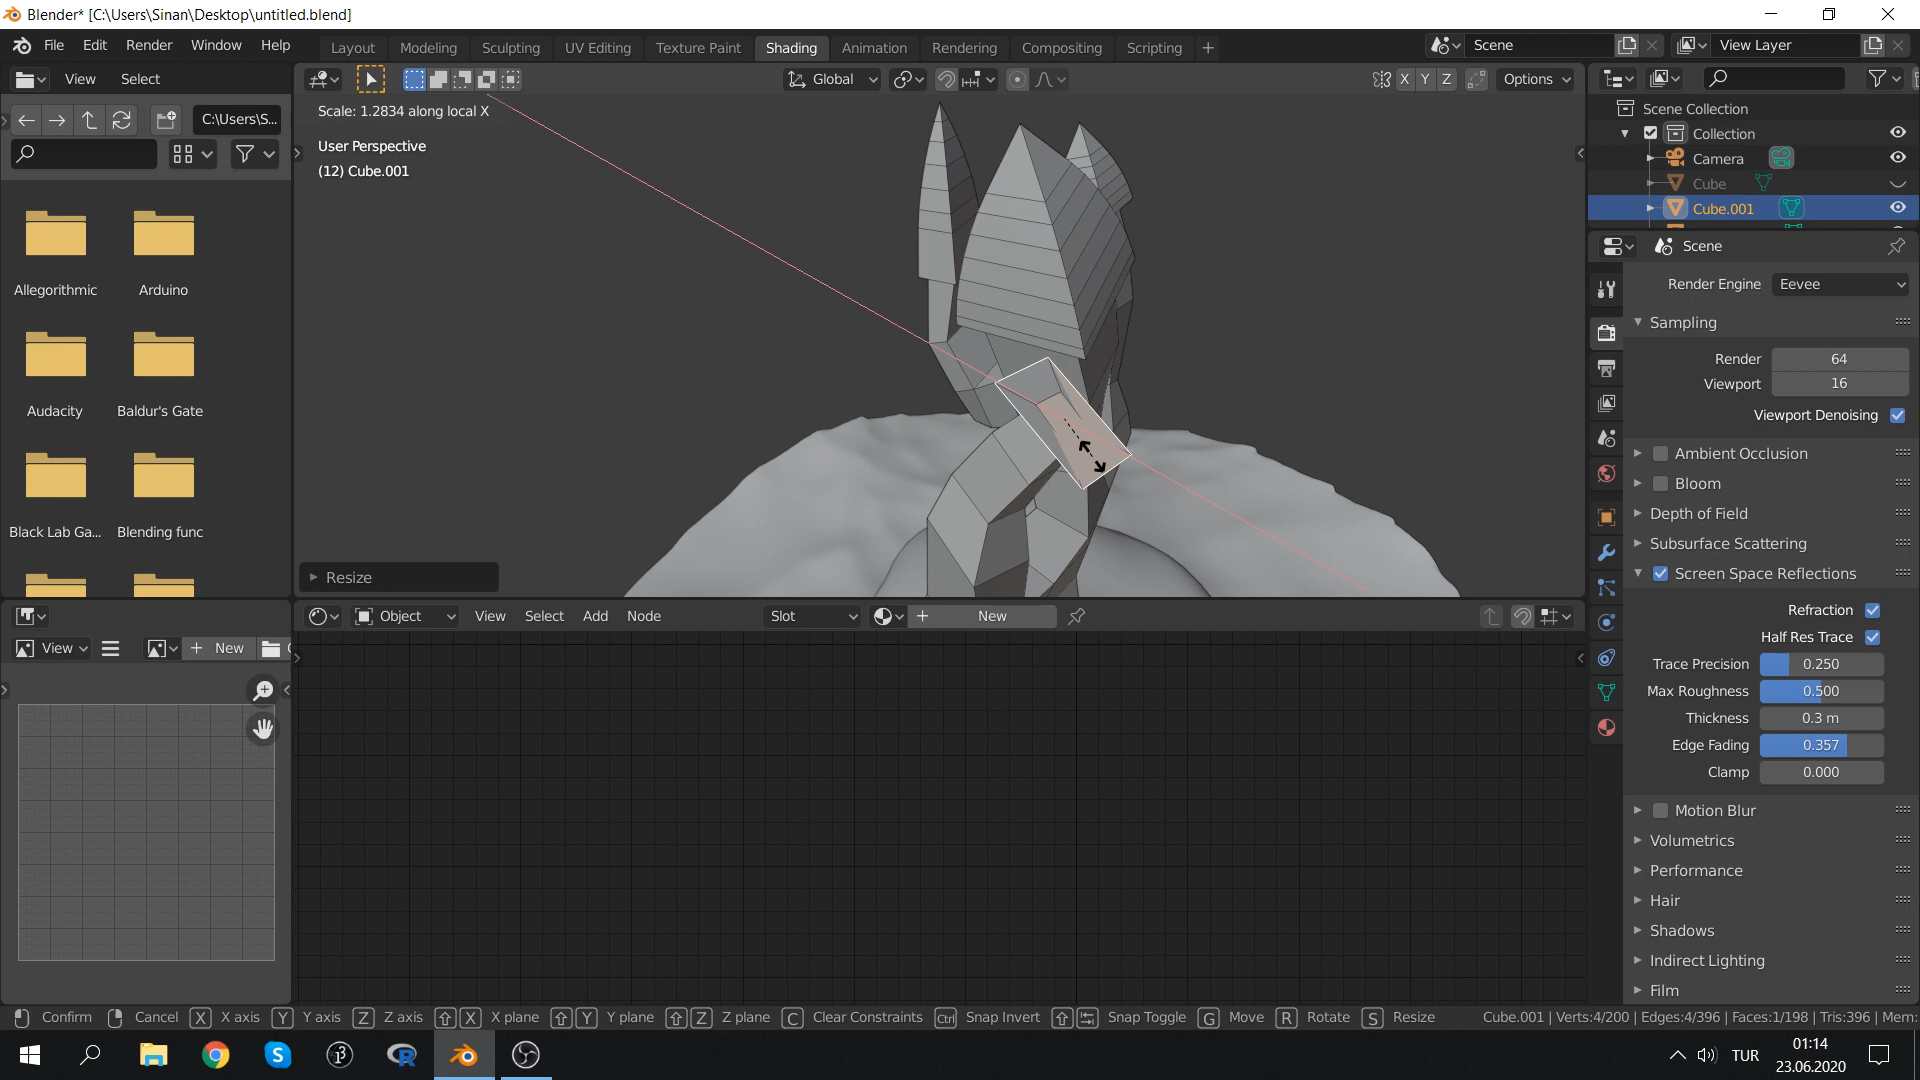 Blender* [C:\Users\Sinan\Desktop\untitled.blend]
File Edit Render Window Help
Layout Modeling Sculpting UV Editing Texture Paint Shading Animation Rendering Compositing Scripting
Scene View Layer
View Select
Global
X Y Z Options
C:\Users\S...
Allegorithmic Arduino
Audacity Baldur's Gate
Black Lab Ga... Blending func
Scale: 1.2834 along local X
User Perspective
(12) Cube.001
Resize
Scene Collection
Collection
Camera
Cube
Cube.001
Scene
Render Engine Eevee
Sampling
Render 64
Viewport 16
Viewport Denoising
Ambient Occlusion
Bloom
Depth of Field
Subsurface Scattering
Screen Space Reflections
Refraction
Half Res Trace
Trace Precision 0.250
Max Roughness 0.500
Thickness 0.3 m
Edge Fading 0.357
Clamp 0.000
Motion Blur
Volumetrics
Performance
Hair
Shadows
Indirect Lighting
Film
View New
Object View Select Add Node Slot New
Confirm Cancel X X axis Y Y axis Z Z axis X X plane Y Y plane Z Z plane C Clear Constraints Ctrl Snap Invert Snap Toggle G Move R Rotate S Resize Cube.001 | Verts:4/200 | Edges:4/396 | Faces:1/198 | Tris:396 | Mem:
TUR
01:14
23.06.2020